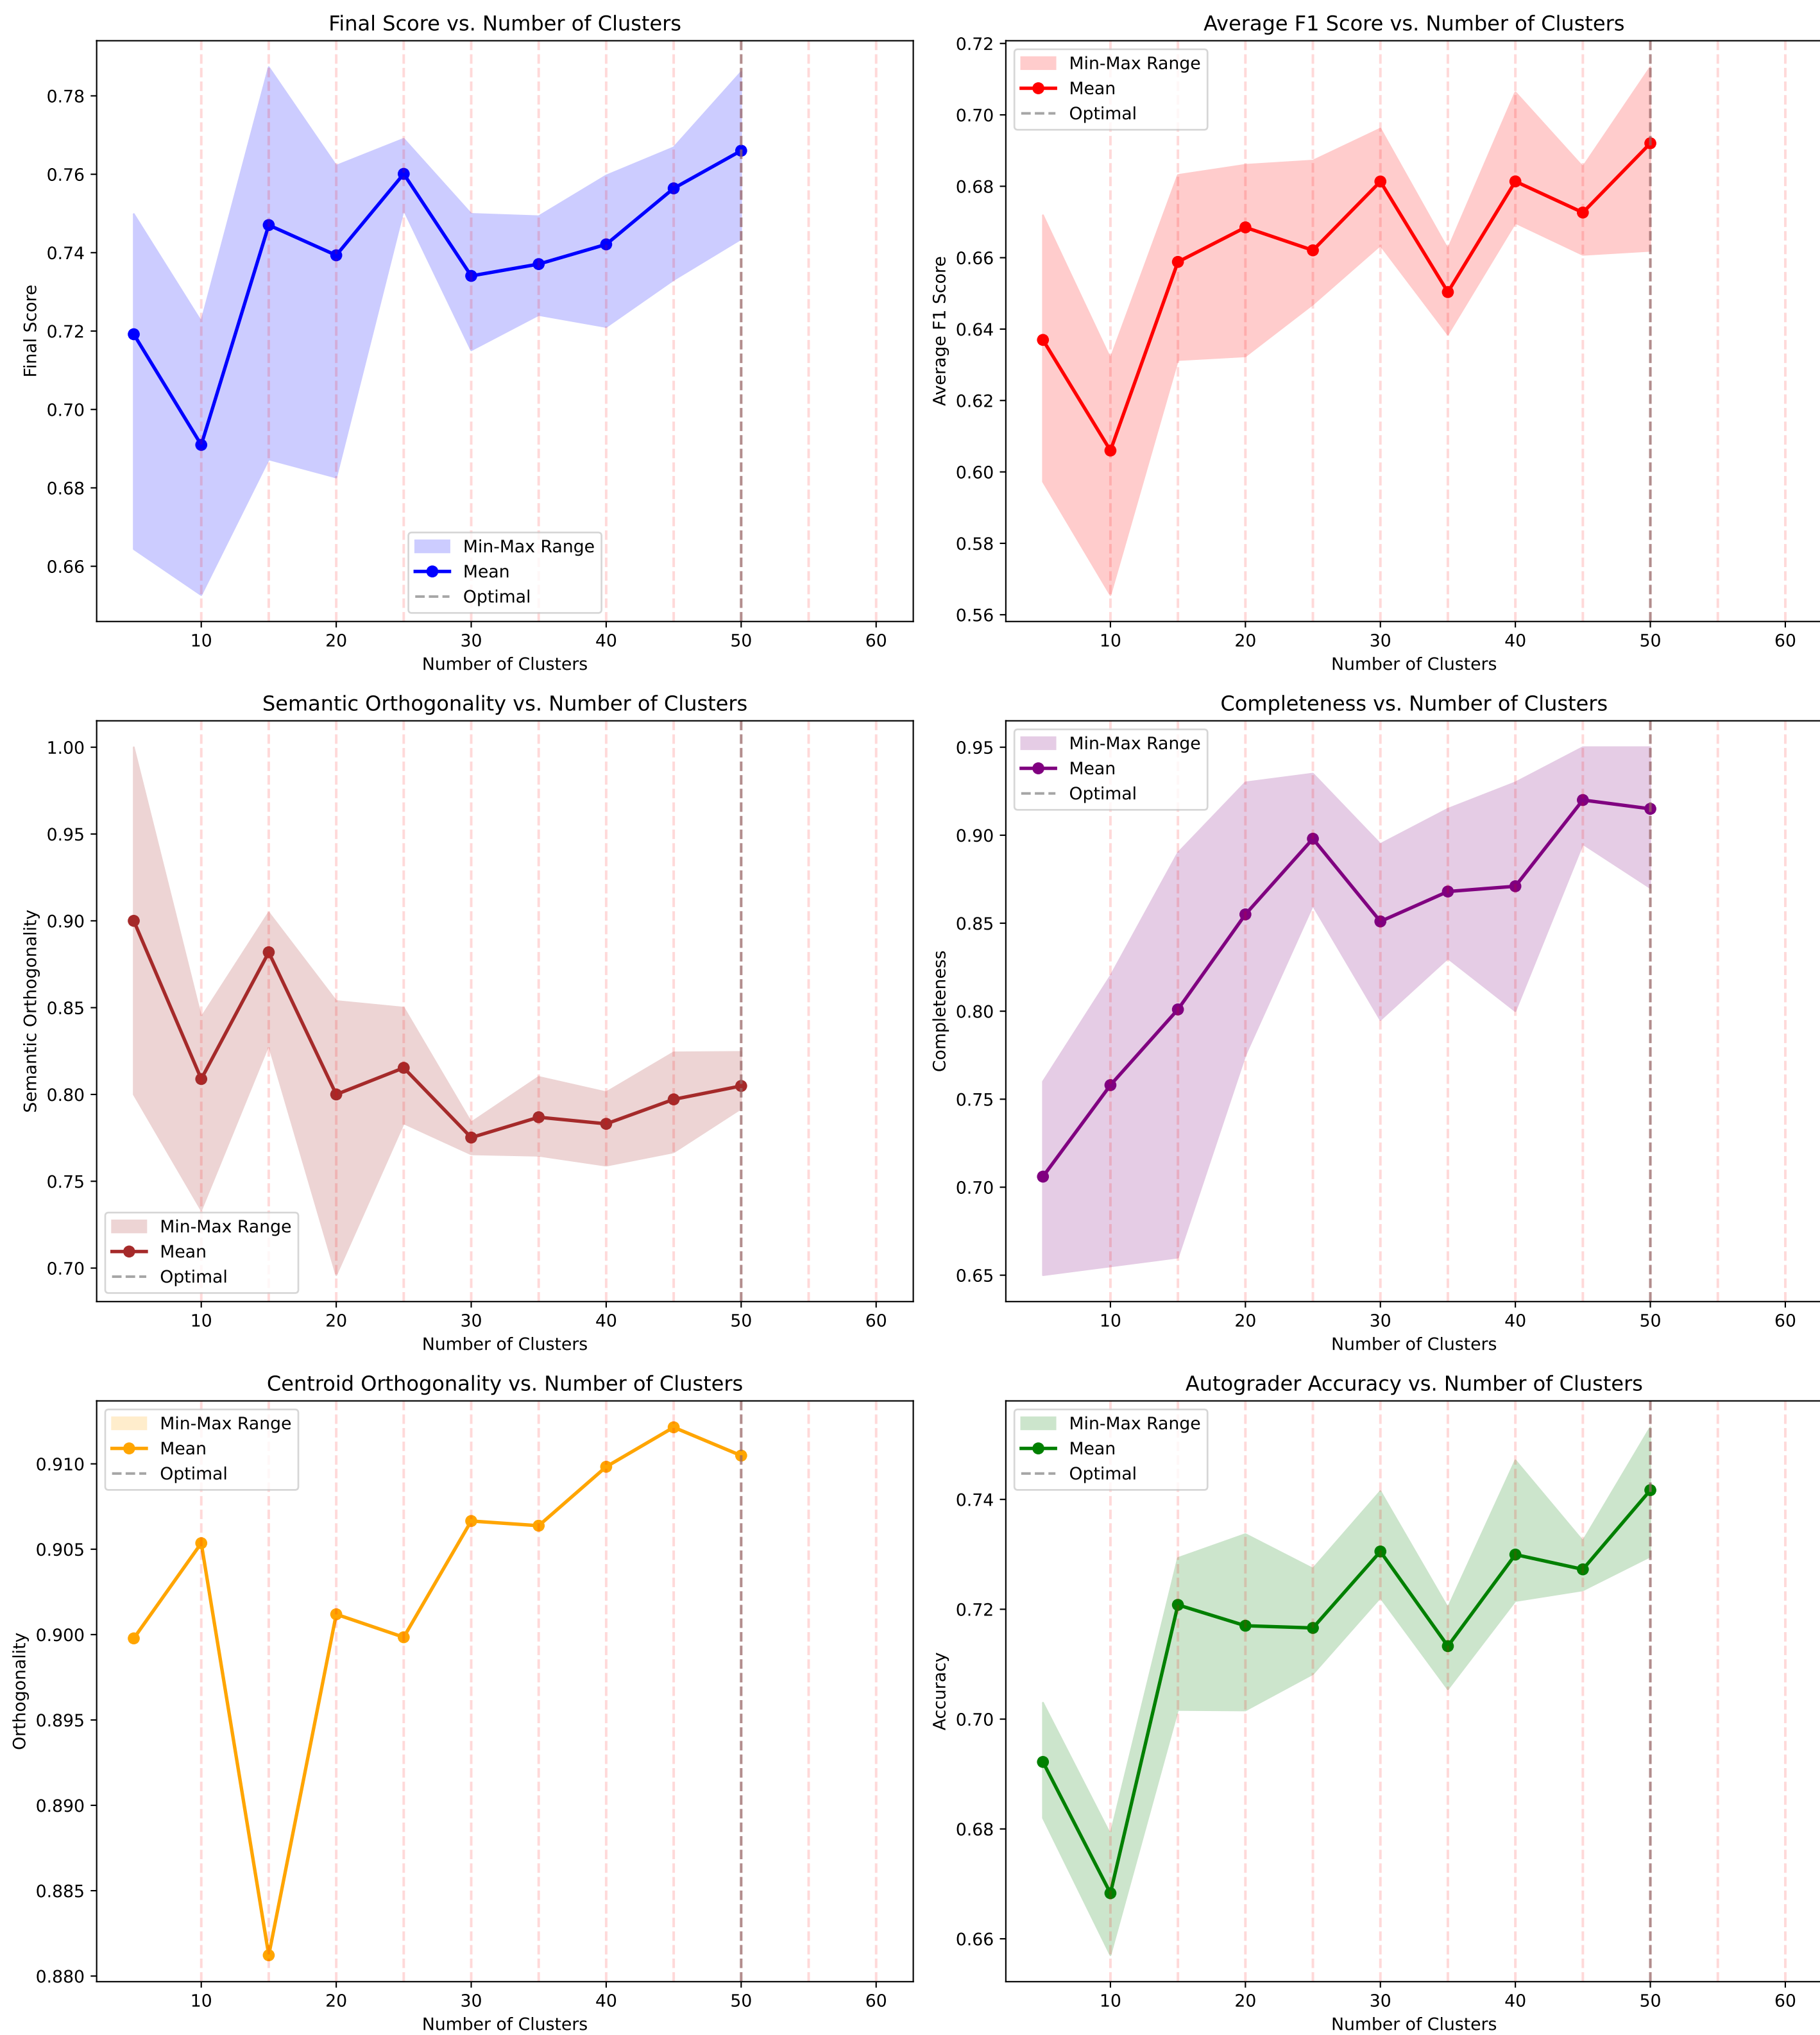 Final Score vs. Number of Clusters
Final Score
0.78
0.76
0.74
0.72
0.70
0.68
0.66
Min-Max Range
Mean
Optimal
10 20 30 40 50 60
Number of Clusters
Average F1 Score vs. Number of Clusters
Average F1 Score
0.72
0.70
0.68
0.66
0.64
0.62
0.60
0.58
0.56
Min-Max Range
Mean
Optimal
10 20 30 40 50 60
Number of Clusters
Semantic Orthogonality vs. Number of Clusters
Semantic Orthogonality
1.00
0.95
0.90
0.85
0.80
0.75
0.70
Min-Max Range
Mean
Optimal
10 20 30 40 50 60
Number of Clusters
Completeness vs. Number of Clusters
Completeness
0.95
0.90
0.85
0.80
0.75
0.70
0.65
Min-Max Range
Mean
Optimal
10 20 30 40 50 60
Number of Clusters
Centroid Orthogonality vs. Number of Clusters
Orthogonality
0.910
0.905
0.900
0.895
0.890
0.885
0.880
Min-Max Range
Mean
Optimal
10 20 30 40 50 60
Number of Clusters
Autograder Accuracy vs. Number of Clusters
Accuracy
0.74
0.72
0.70
0.68
0.66
Min-Max Range
Mean
Optimal
10 20 30 40 50 60
Number of Clusters